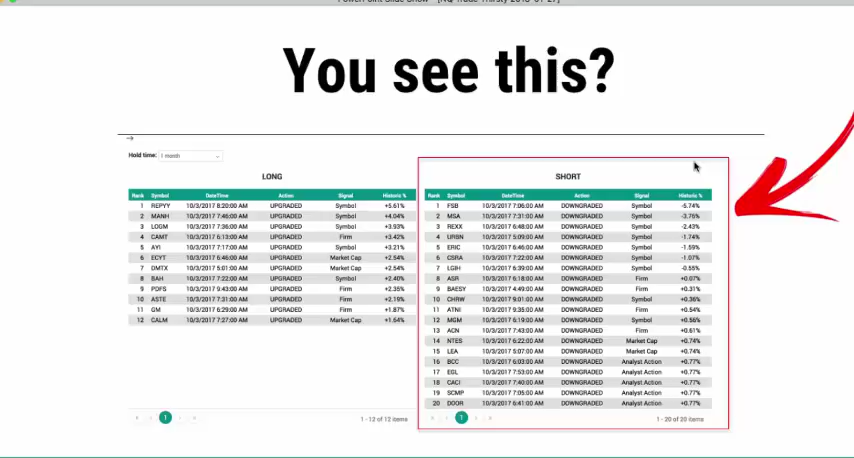 You see this?
Hold time: 1 month
LONG
Rank Symbol DateTime Action Signal Historic %
1 REPYY 10/3/2017 8:20:00 AM UPGRADED Symbol +5.61%
2 MANH 10/3/2017 7:46:00 AM UPGRADED Symbol +4.04%
3 LOGM 10/3/2017 7:36:00 AM UPGRADED Symbol +3.93%
4 CAMT 10/3/2017 6:13:00 AM UPGRADED Firm +3.42%
5 AYI 10/3/2017 7:17:00 AM UPGRADED Symbol +3.21%
6 ECYT 10/3/2017 6:46:00 AM UPGRADED Market Cap +2.54%
7 DMTX 10/3/2017 5:01:00 AM UPGRADED Market Cap +2.54%
8 BAH 10/3/2017 7:22:00 AM UPGRADED Symbol +2.40%
9 PDFS 10/3/2017 9:43:00 AM UPGRADED Firm +2.35%
10 ASTE 10/3/2017 7:31:00 AM UPGRADED Firm +2.19%
11 GM 10/3/2017 6:29:00 AM UPGRADED Firm +1.87%
12 CALM 10/3/2017 7:27:00 AM UPGRADED Market Cap +1.64%
1
1 - 12 of 12 items
SHORT
Rank Symbol DateTime Action Signal Historic %
1 FSB 10/3/2017 7:06:00 AM DOWNGRADED Symbol -5.74%
2 MSA 10/3/2017 7:31:00 AM DOWNGRADED Symbol -3.76%
3 REXX 10/3/2017 6:48:00 AM DOWNGRADED Symbol -2.43%
4 URBN 10/3/2017 5:09:00 AM DOWNGRADED Symbol -1.74%
5 ERIC 10/3/2017 6:46:00 AM DOWNGRADED Symbol -1.59%
6 CSRA 10/3/2017 7:22:00 AM DOWNGRADED Symbol -1.07%
7 LGIH 10/3/2017 6:39:00 AM DOWNGRADED Symbol -0.55%
8 ASR 10/3/2017 6:18:00 AM DOWNGRADED Firm +0.07%
9 BAESY 10/3/2017 4:49:00 AM DOWNGRADED Firm +0.31%
10 CHRW 10/3/2017 9:01:00 AM DOWNGRADED Symbol +0.36%
11 ATNI 10/3/2017 9:35:00 AM DOWNGRADED Firm +0.54%
12 MGM 10/3/2017 6:19:00 AM DOWNGRADED Symbol +0.56%
13 ACN 10/3/2017 7:43:00 AM DOWNGRADED Firm +0.61%
14 NTES 10/3/2017 6:22:00 AM DOWNGRADED Market Cap +0.74%
15 LEA 10/3/2017 5:07:00 AM DOWNGRADED Market Cap +0.74%
16 BCC 10/3/2017 6:03:00 AM DOWNGRADED Analyst Action +0.77%
17 EGL 10/3/2017 7:53:00 AM DOWNGRADED Analyst Action +0.77%
18 CACI 10/3/2017 7:40:00 AM DOWNGRADED Analyst Action +0.77%
19 SCMP 10/3/2017 7:05:00 AM DOWNGRADED Analyst Action +0.77%
20 DOOR 10/3/2017 6:41:00 AM DOWNGRADED Analyst Action +0.77%
1
1 - 20 of 20 items